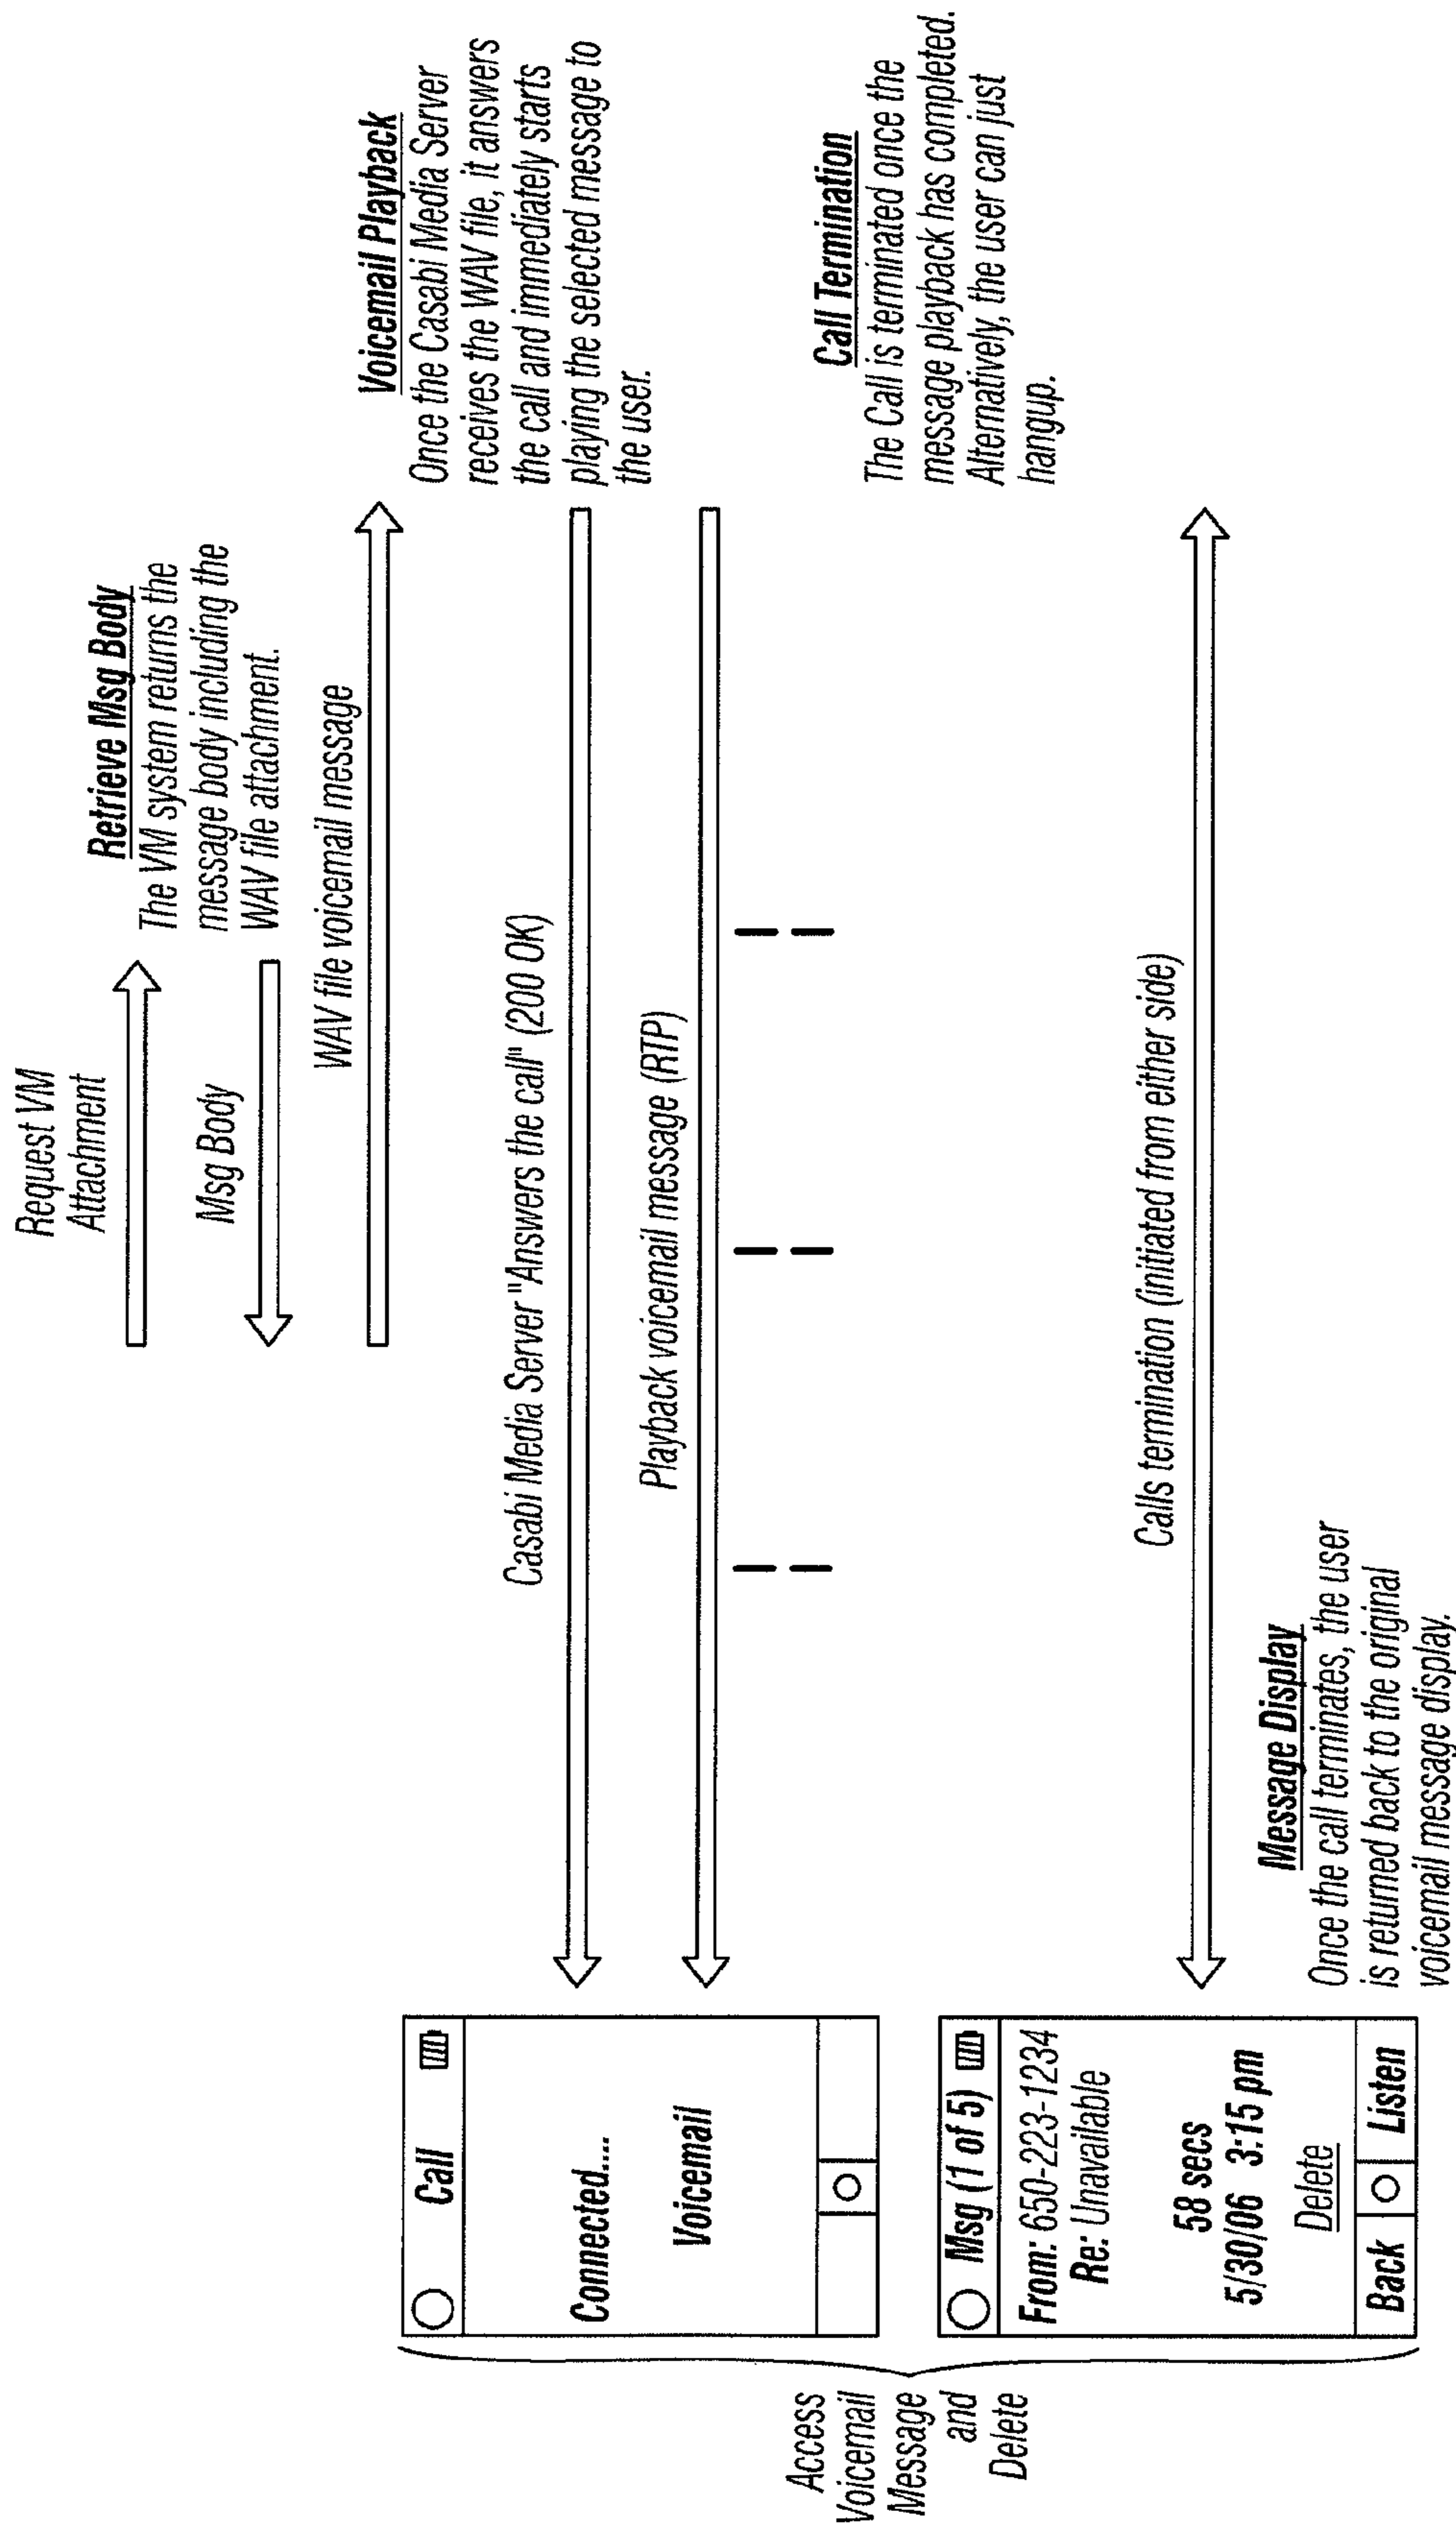 Request VM
Attachment
Retrieve Msg Body
The VM system returns the
message body including the
WAV file attachment.
Msg Body
WAV file voicemail message
Voicemail Playback
Once the Casabi Media Server
receives the WAV file, it answers
the call and immediately starts
playing the selected message to
the user.
Casabi Media Server "Answers the call" (200 OK)
Playback voicemail message (RTP)
Call
Connected....
Voicemail
Call Termination
The Call is terminated once the
message playback has completed.
Alternatively, the user can just
hangup.
Calls termination (initiated from either side)
Access
Voicemail
Message
and
Delete
Msg (1 of 5)
From: 650-223-1234
Re: Unavailable
58 secs
5/30/06 3:15 pm
Delete
Back
Listen
Message Display
Once the call terminates, the user
is returned back to the original
voicemail message display.